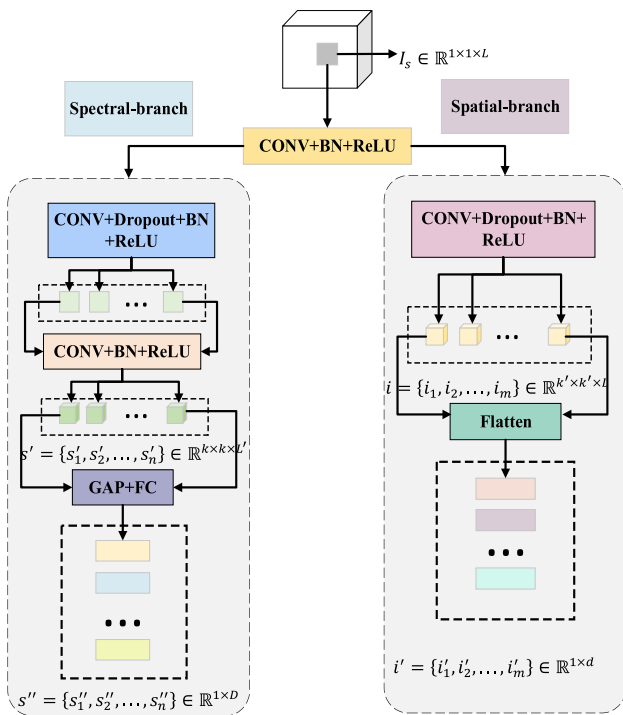 I_s ∈ ℝ^{1×1×L}
Spectral-branch
Spatial-branch
CONV+BN+ReLU
CONV+Dropout+BN
+ReLU
...
CONV+BN+ReLU
...
s′ = {s′_1, s′_2, ..., s′_n} ∈ ℝ^{k×k×L′}
GAP+FC
...
s′′ = {s′′_1, s′′_2, ..., s′′_n} ∈ ℝ^{1×D}
CONV+Dropout+BN+
ReLU
...
i = {i_1, i_2, ..., i_m} ∈ ℝ^{k′×k′×L}
Flatten
...
i′ = {i′_1, i′_2, ..., i′_m} ∈ ℝ^{1×d}